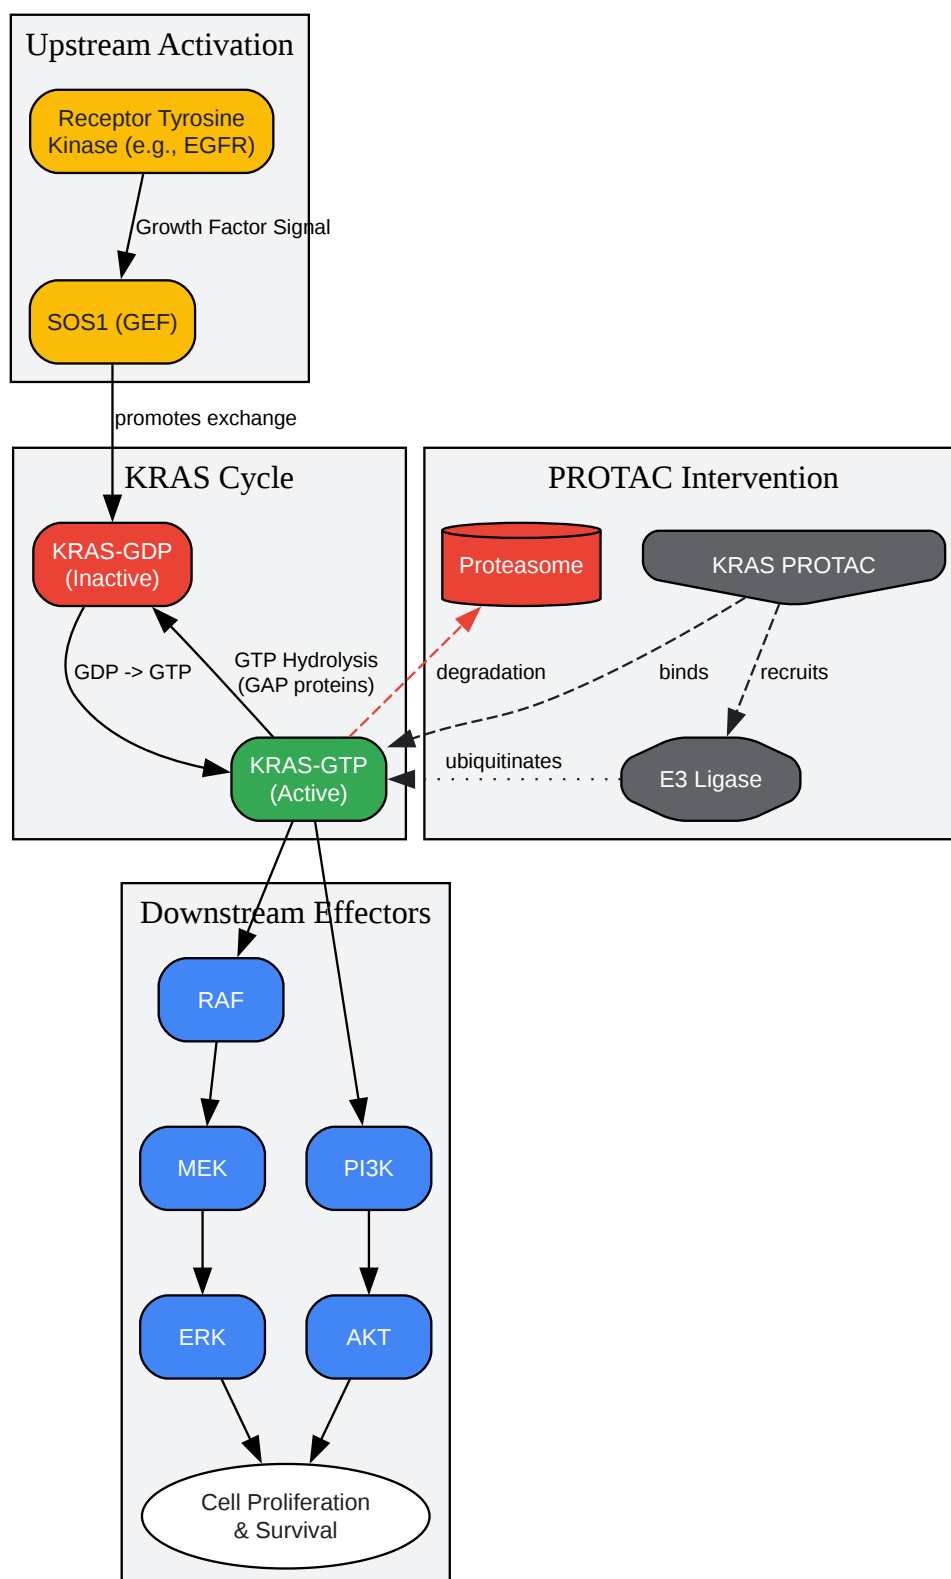 Upstream Activation
Receptor Tyrosine
Kinase (e.g., EGFR)
Growth Factor Signal
SOS1 (GEF)
promotes exchange
KRAS Cycle
KRAS-GDP
(Inactive)
GDP -> GTP
GTP Hydrolysis
(GAP proteins)
KRAS-GTP
(Active)
PROTAC Intervention
Proteasome
KRAS PROTAC
degradation
binds
recruits
ubiquitinates
E3 Ligase
Downstream Effectors
RAF
MEK
PI3K
ERK
AKT
Cell Proliferation
& Survival